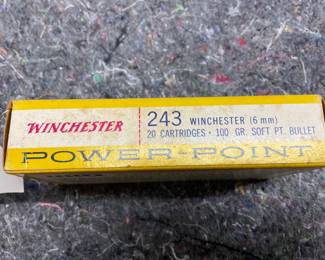 WINCHESTER
243 WINCHESTER (6 mm)
20 CARTRIDGES • 100 GR. SOFT PT. BULLET
POWER-POINT